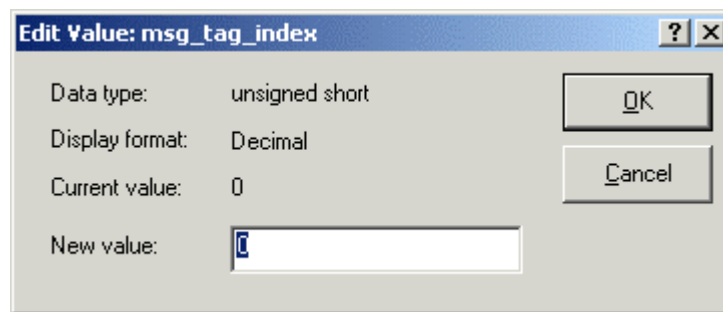 Edit Value: msg_tag_index
Data type: unsigned short
OK
Display format: Decimal
Cancel
Current value: 0
New value: 0